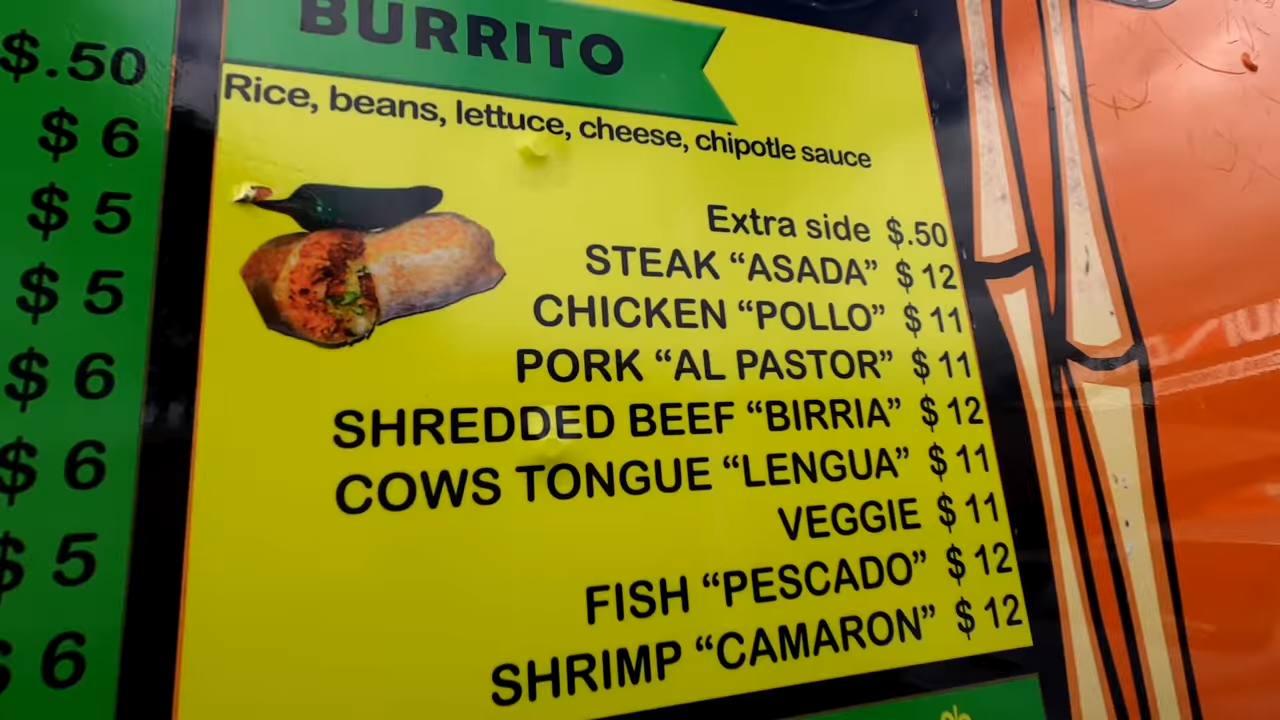 $.50
$ 6
$ 5
$ 5
$ 6
$ 6
$ 5
$ 6
BURRITO
Rice, beans, lettuce, cheese, chipotle sauce
Extra side $.50
STEAK “ASADA” $ 12
CHICKEN “POLLO” $ 11
PORK “AL PASTOR” $ 11
SHREDDED BEEF “BIRRIA” $ 12
COWS TONGUE “LENGUA” $ 11
VEGGIE $ 11
FISH “PESCADO” $ 12
SHRIMP “CAMARON” $ 12